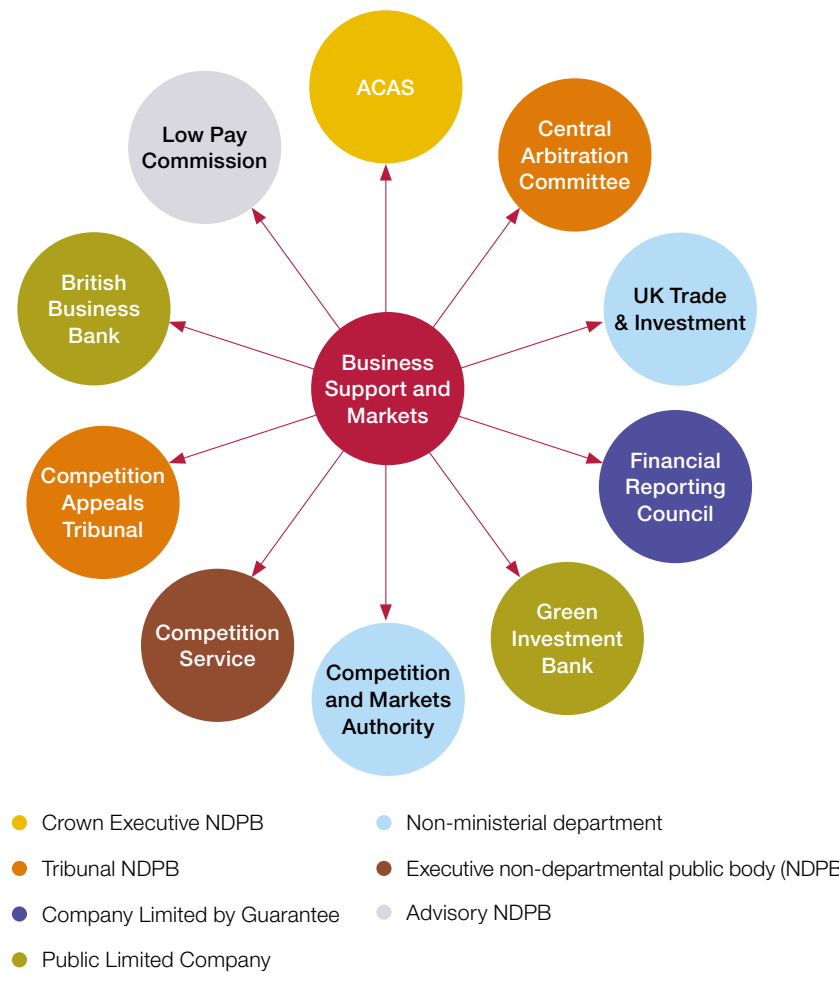 ACAS
Low Pay
Commission
Central
Arbitration
Committee
British
Business
Bank
UK Trade
& Investment
Business
Support and
Markets
Competition
Appeals
Tribunal
Financial
Reporting
Council
Competition
Service
Green
Investment
Bank
Competition
and Markets
Authority
Crown Executive NDPB
Tribunal NDPB
Company Limited by Guarantee
Public Limited Company
Non-ministerial department
Executive non-departmental public body (NDPB
Advisory NDPB